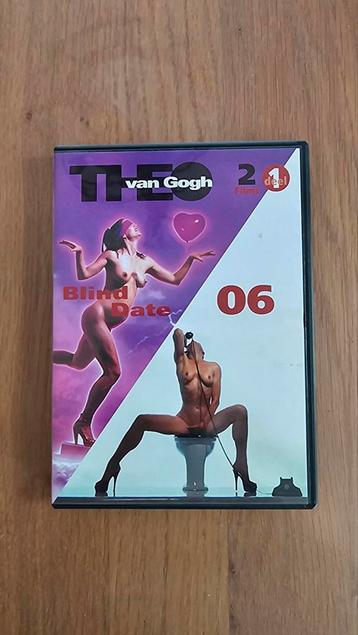 THEO
van Gogh
2
Films
1
deel
Blind
Date
06